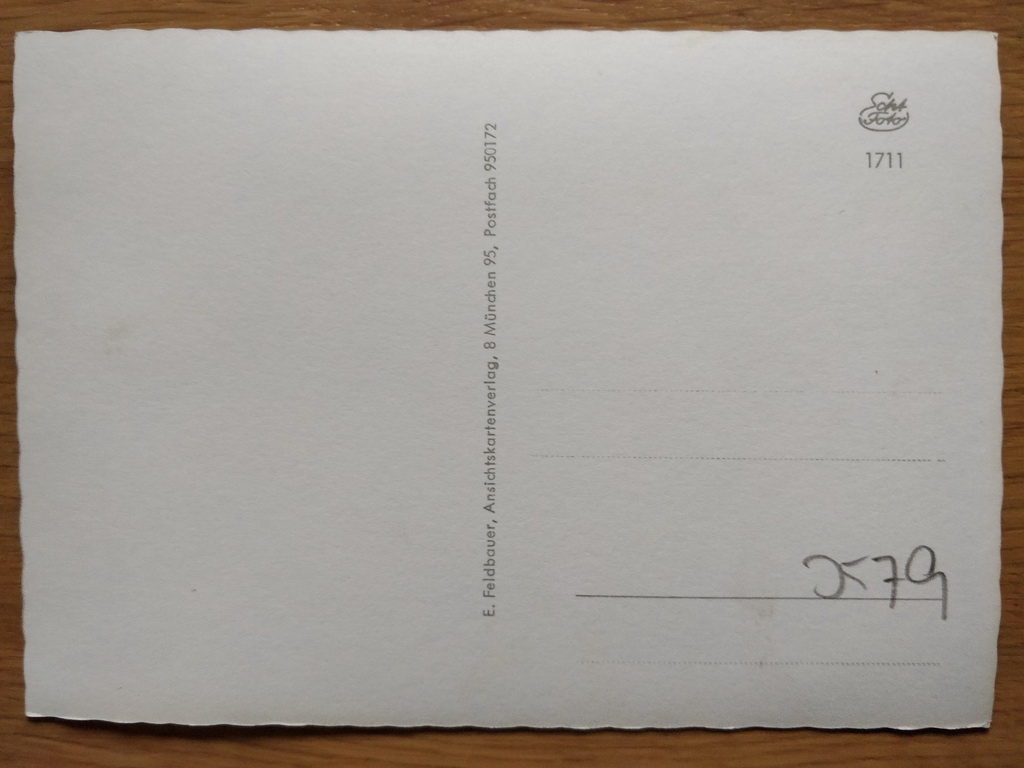 Echt
Foto
1711
E. Feldbauer, Ansichtskartenverlag, 8 München 95, Postfach 950172